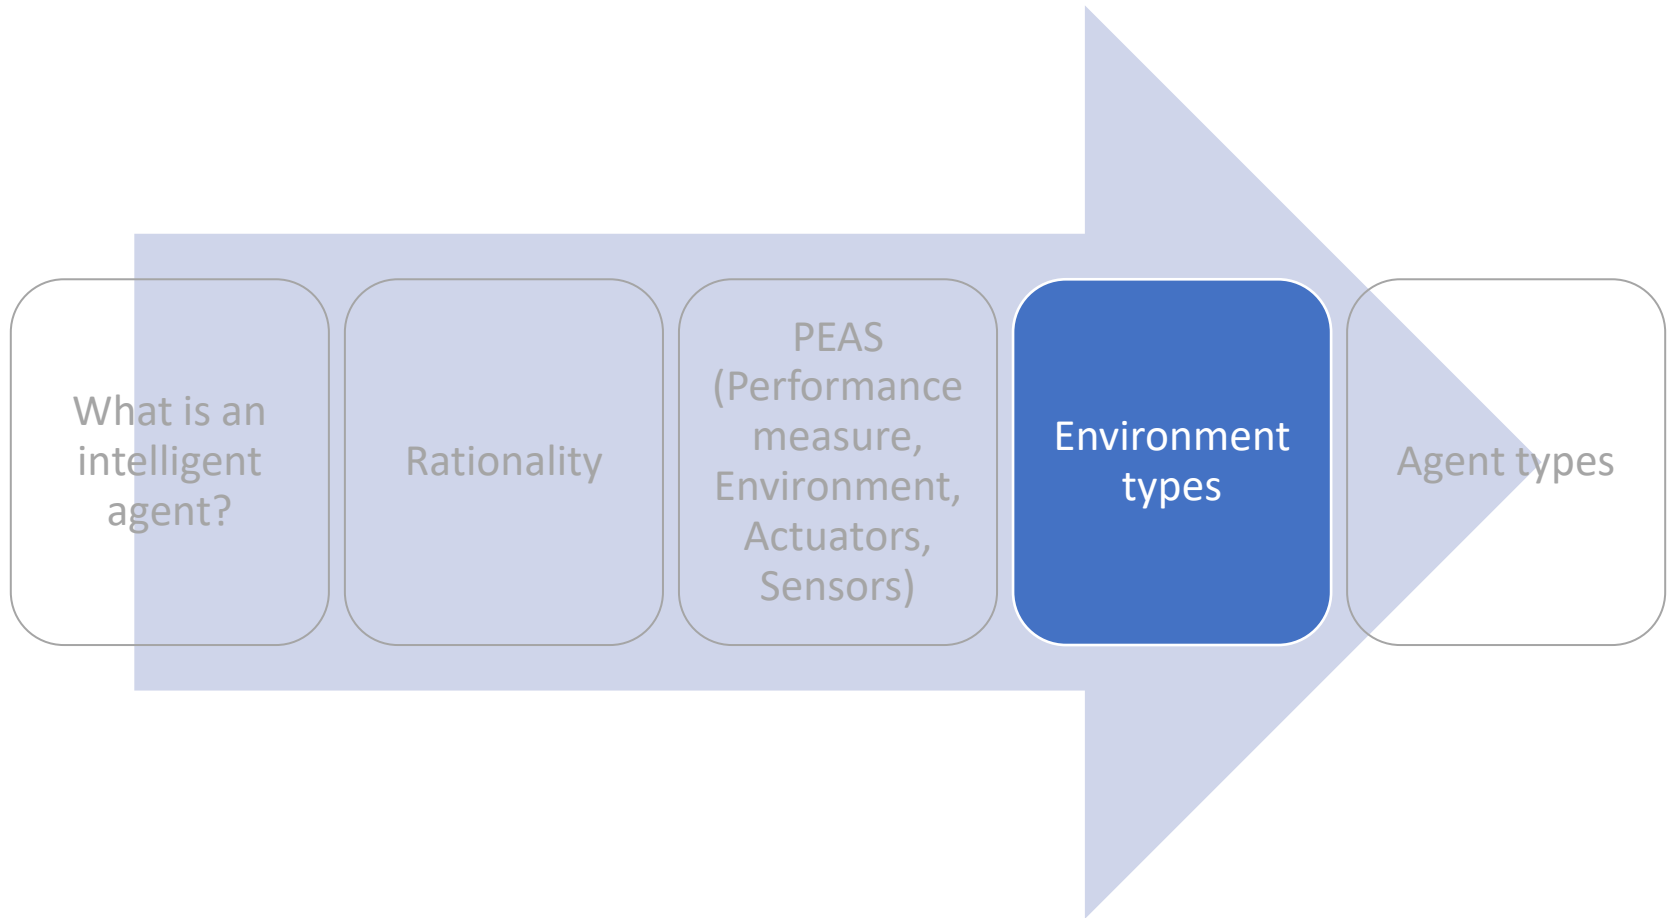 What is an
intelligent
agent?
Rationality
PEAS
(Performance
measure,
Environment,
Actuators,
Sensors)
Environment
types
Agent types